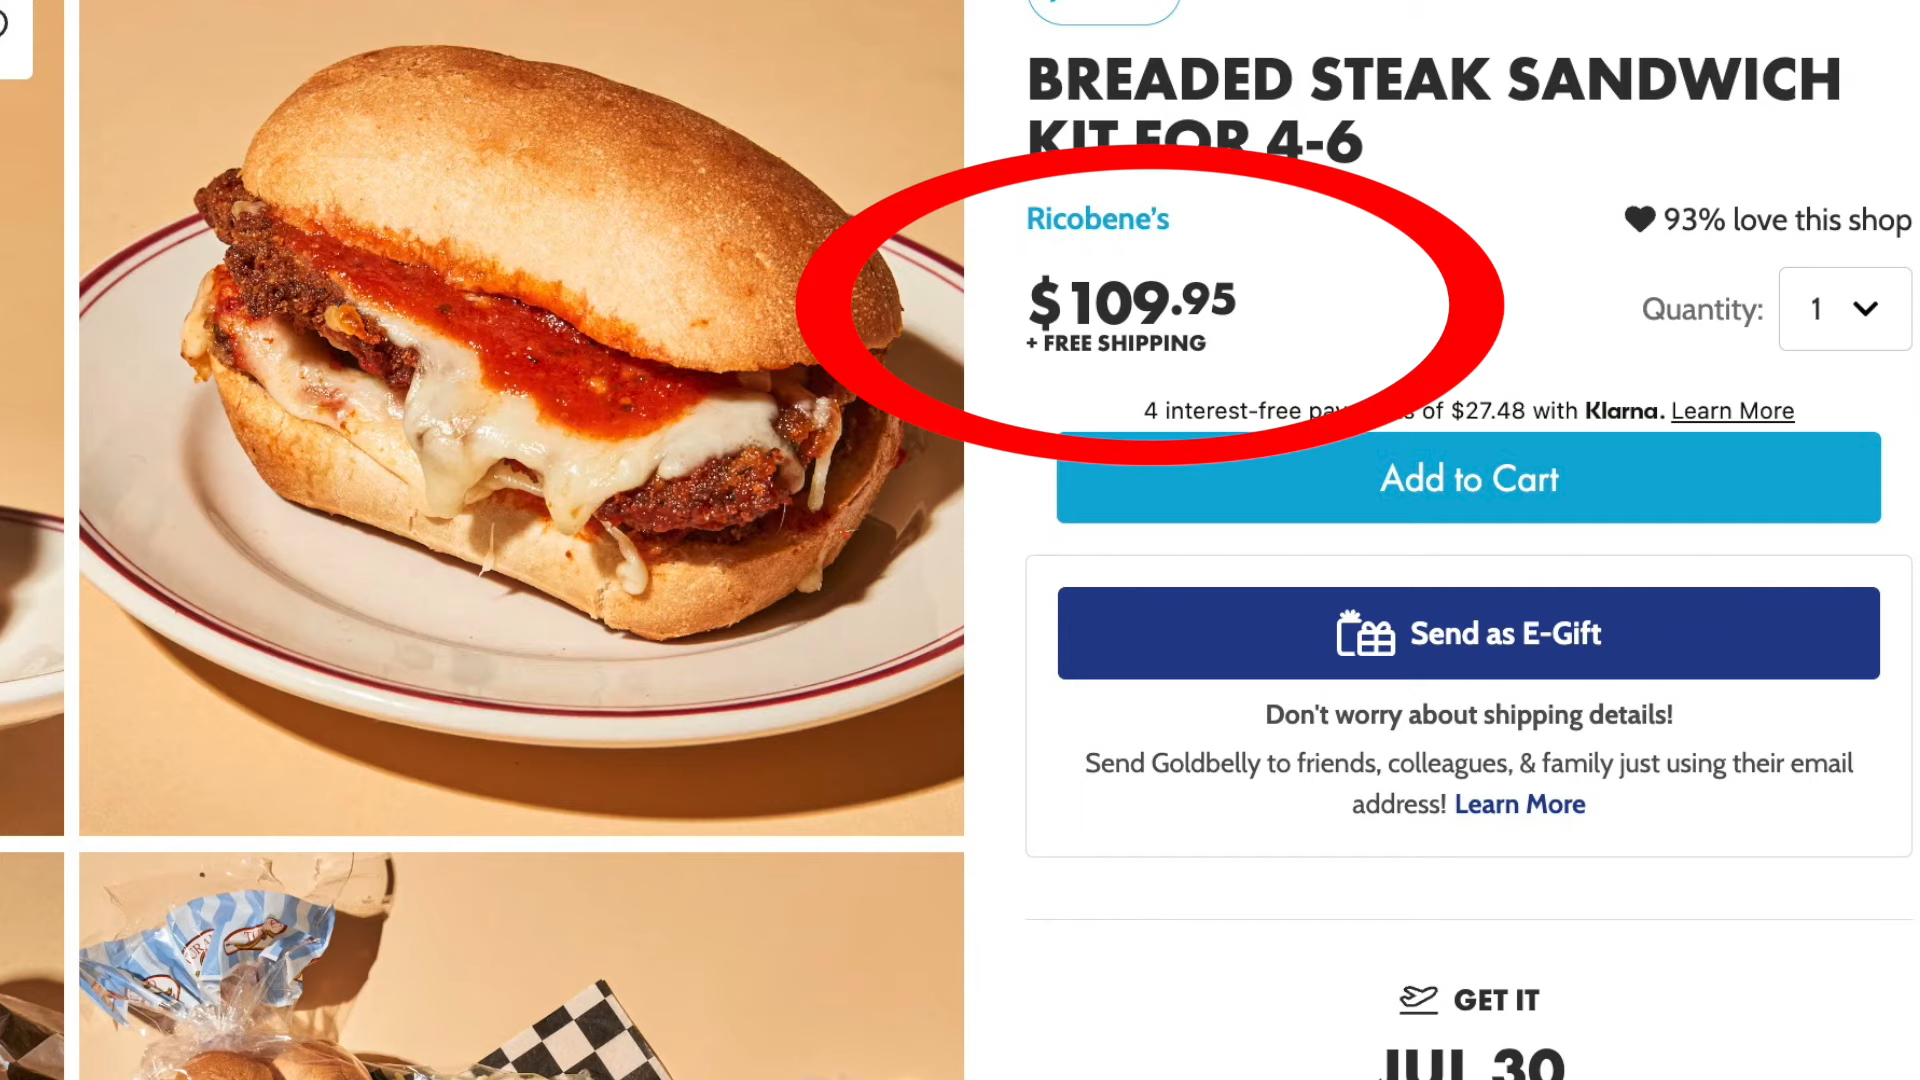 BREADED STEAK SANDWICH
KIT FOR 4-6
Ricobene's
93% love this shop
$109.95
+ FREE SHIPPING
Quantity: 1
4 interest-free of $27.48 with Klarna. Learn More
Add to Cart
Send as E-Gift
Don't worry about shipping details!
Send Goldbelly to friends, colleagues, & family just using their email
address! Learn More
GET IT
JUL 30